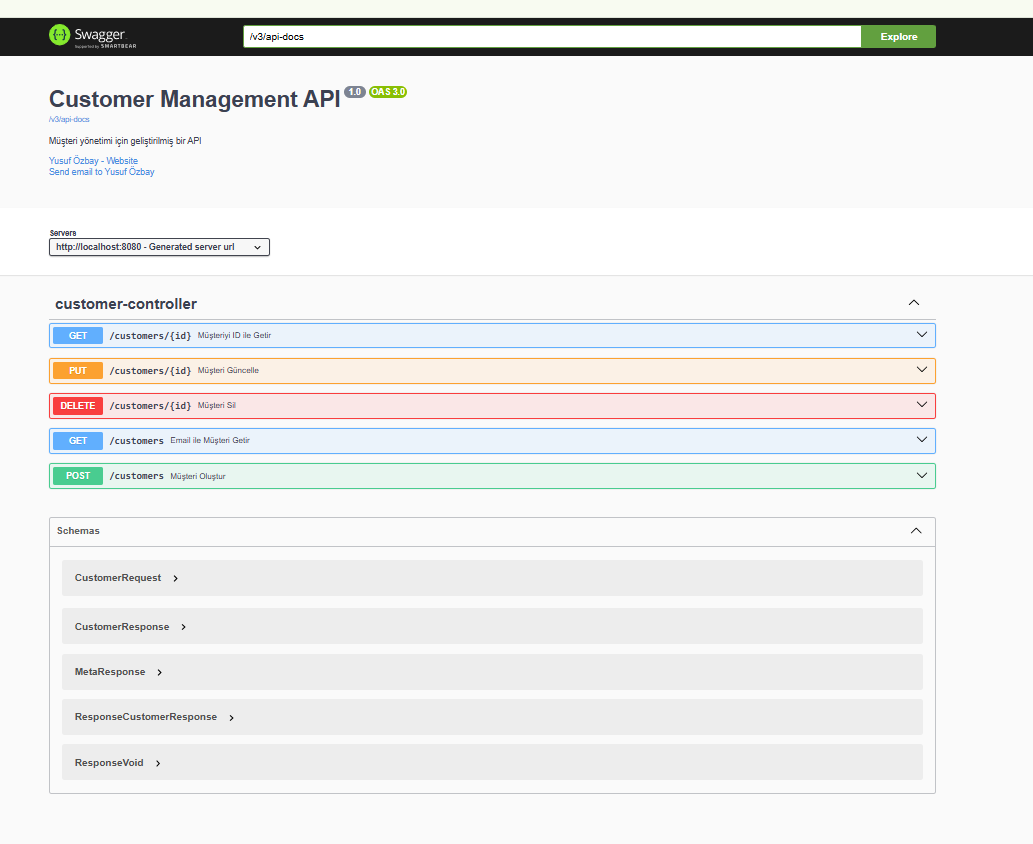 Swagger.
Supported by SMARTBEAR
/v3/api-docs
Explore
Customer Management API 1.0 OAS 3.0
/v3/api-docs
Müşteri yönetimi için geliştirilmiş bir API
Yusuf Özbay - Website
Send email to Yusuf Özbay
Servers
http://localhost:8080 - Generated server url
customer-controller
GET /customers/{id} Müşteriyi ID ile Getir
PUT /customers/{id} Müşteri Güncelle
DELETE /customers/{id} Müşteri Sil
GET /customers Email ile Müşteri Getir
POST /customers Müşteri Oluştur
Schemas
CustomerRequest
CustomerResponse
MetaResponse
ResponseCustomerResponse
ResponseVoid